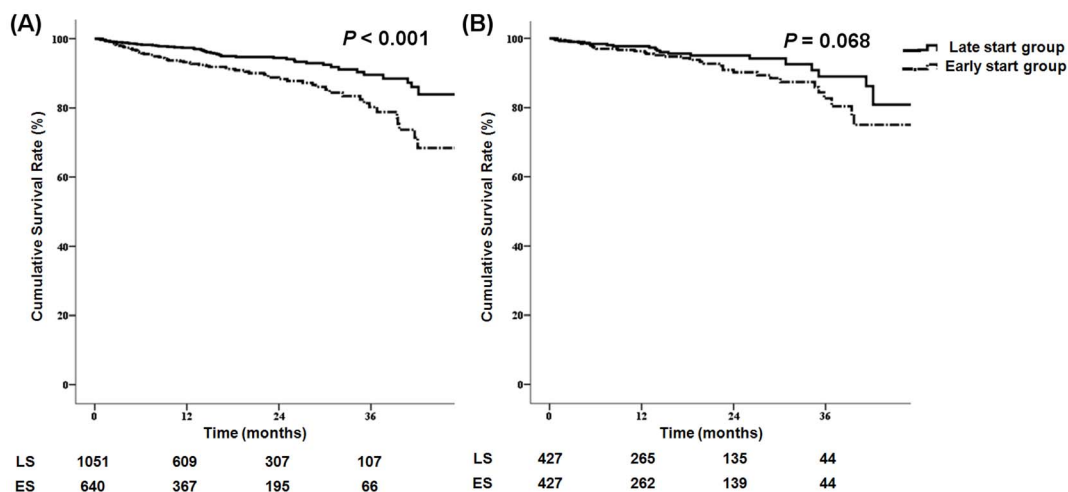 (A)
P < 0.001
Cumulative Survival Rate (%)
100
80
60
40
20
0
0 12 24 36
Time (months)
LS 1051 609 307 107
ES 640 367 195 66
(B)
P = 0.068
Late start group
Early start group
Cumulative Survival Rate (%)
100
80
60
40
20
0
0 12 24 36
Time (months)
LS 427 265 135 44
ES 427 262 139 44